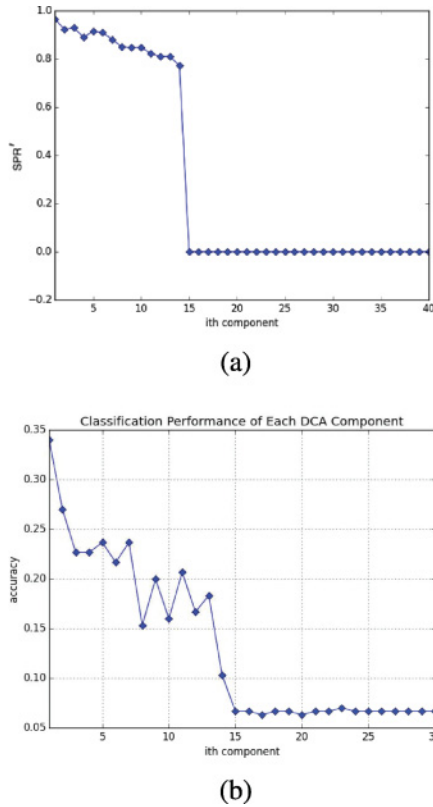 1.0
0.8
0.6
0.4
0.2
0.0
−0.2
SPR′
5 10 15 20 25 30 35 40
ith component
(a)
Classification Performance of Each DCA Component
0.35
0.30
0.25
0.20
0.15
0.10
0.05
accuracy
5 10 15 20 25 30
ith component
(b)